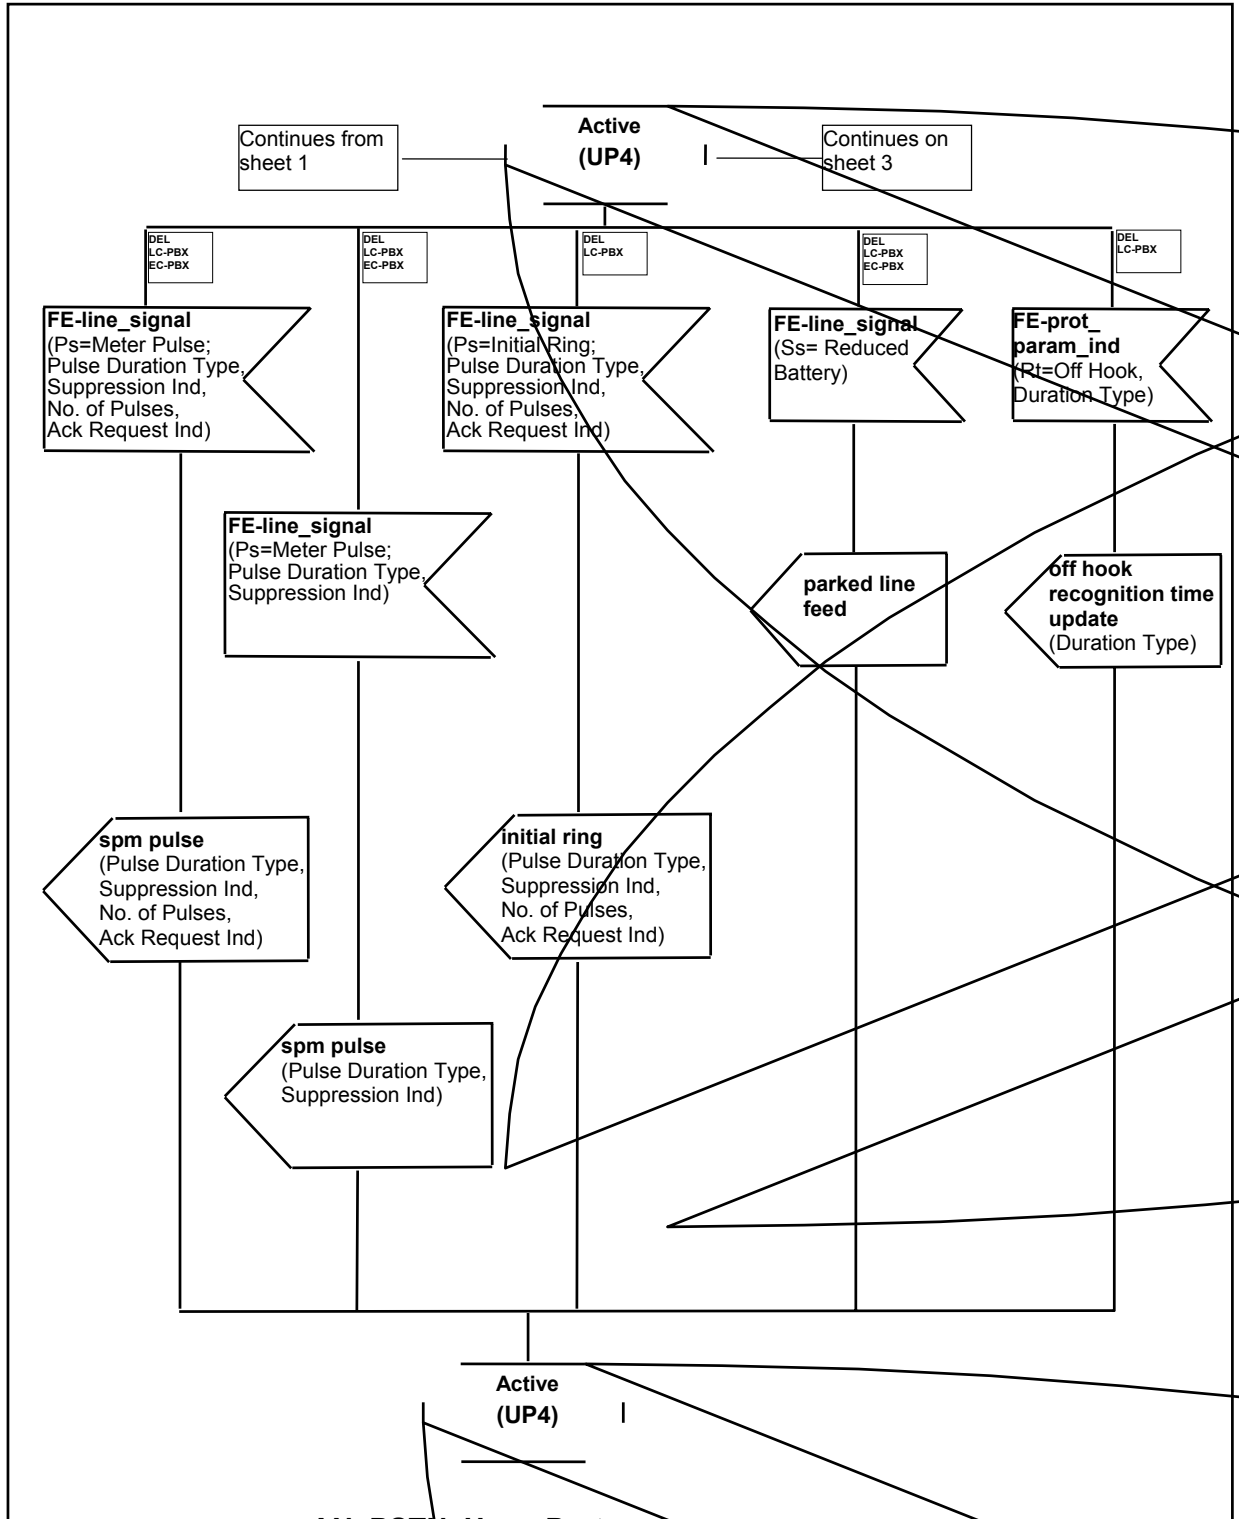 Active
(UP4)
Continues from
sheet 1
Continues on
sheet 3
DEL
LC-PBX
EC-PBX
DEL
LC-PBX
EC-PBX
DEL
LC-PBX
DEL
LC-PBX
EC-PBX
DEL
LC-PBX
FE-line_signal
(Ps=Meter Pulse;
Pulse Duration Type,
Suppression Ind,
No. of Pulses,
Ack Request Ind)
FE-line_signal
(Ps=Initial Ring;
Pulse Duration Type,
Suppression Ind,
No. of Pulses,
Ack Request Ind)
FE-line_signal
(Ss= Reduced
Battery)
FE-prot_
param_ind
(Rt=Off Hook,
Duration Type)
FE-line_signal
(Ps=Meter Pulse;
Pulse Duration Type,
Suppression Ind)
parked line
feed
off hook
recognition time
update
(Duration Type)
spm pulse
(Pulse Duration Type,
Suppression Ind,
No. of Pulses,
Ack Request Ind)
initial ring
(Pulse Duration Type,
Suppression Ind,
No. of Pulses,
Ack Request Ind)
spm pulse
(Pulse Duration Type,
Suppression Ind)
Active
(UP4)